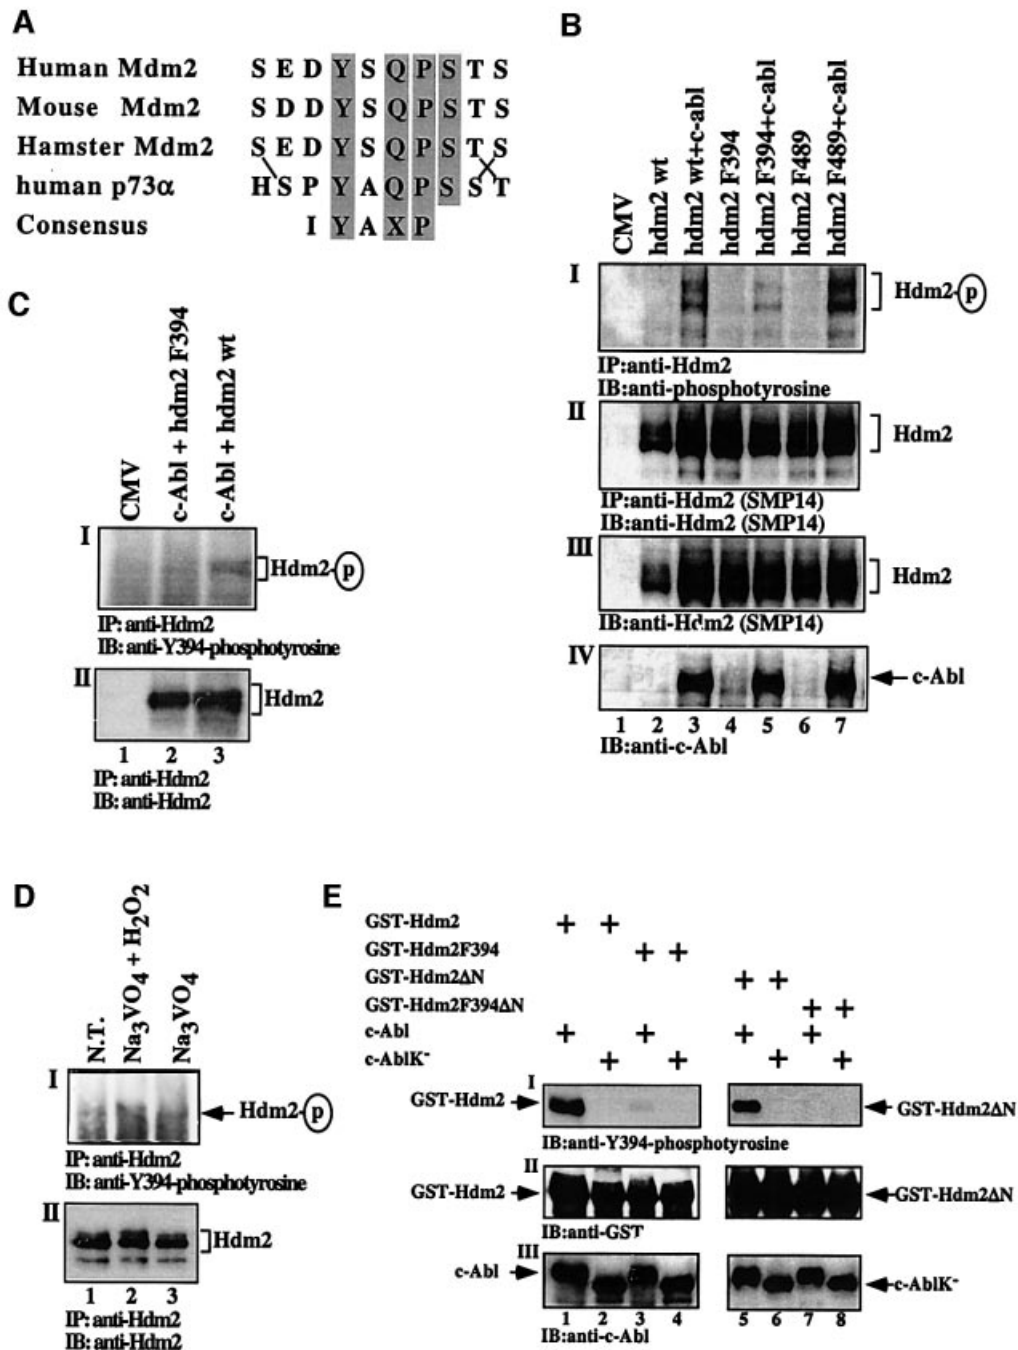 A
Human Mdm2 S E D Y S Q P S T S
Mouse Mdm2 S D D Y S Q P S T S
Hamster Mdm2 S E D Y S Q P S T S
human p73α H S P Y A Q P S S T
Consensus I Y A X P
B
CMV
hdm2 wt
hdm2 wt+c-abl
hdm2 F394
hdm2 F394+c-abl
hdm2 F489
hdm2 F489+c-abl
I
Hdm2-p
IP:anti-Hdm2
IB:anti-phosphotyrosine
II
Hdm2
IP:anti-Hdm2 (SMP14)
IB:anti-Hdm2 (SMP14)
III
Hdm2
IB:anti-Hdm2 (SMP14)
IV
c-Abl
1 2 3 4 5 6 7
IB:anti-c-Abl
C
CMV
c-Abl + hdm2 F394
c-Abl + hdm2 wt
I
Hdm2-p
IP: anti-Hdm2
IB: anti-Y394-phosphotyrosine
II
Hdm2
1 2 3
IP: anti-Hdm2
IB: anti-Hdm2
D
N.T.
Na3VO4 + H2O2
Na3VO4
I
Hdm2-p
IP: anti-Hdm2
IB: anti-Y394-phosphotyrosine
II
Hdm2
1 2 3
IP: anti-Hdm2
IB: anti-Hdm2
E
GST-Hdm2 + +
GST-Hdm2F394 + +
GST-Hdm2ΔN + +
GST-Hdm2F394ΔN + +
c-Abl + + + +
c-AblK- + + + +
I
GST-Hdm2
GST-Hdm2ΔN
IB:anti-Y394-phosphotyrosine
II
GST-Hdm2
GST-Hdm2ΔN
IB:anti-GST
III
c-Abl
c-AblK-
1 2 3 4 5 6 7 8
IB:anti-c-Abl